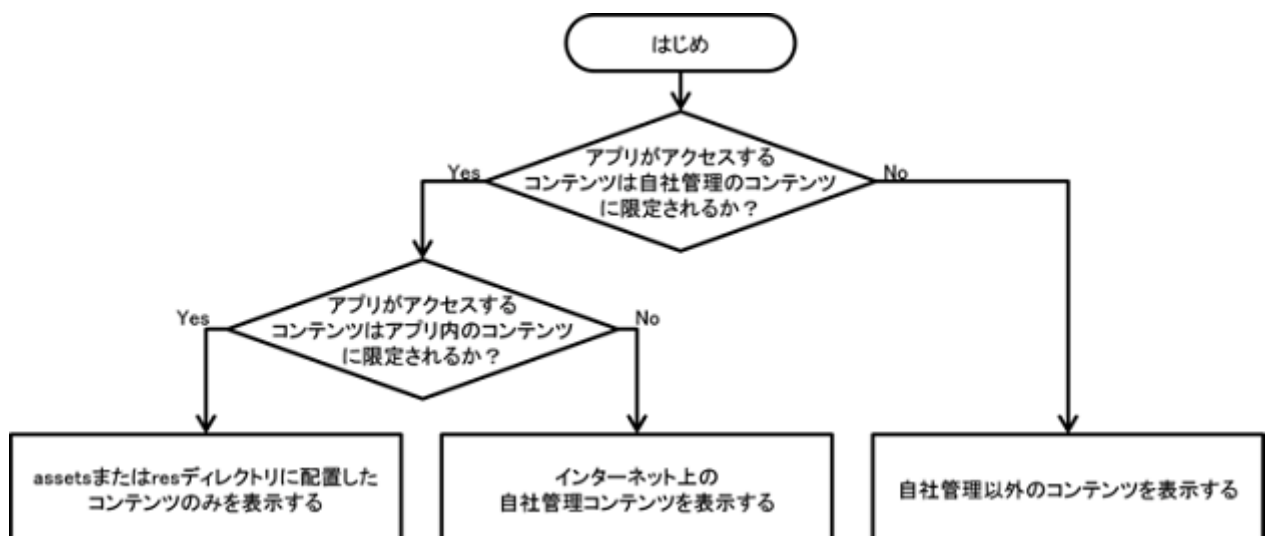 はじめ
アプリがアクセスする
コンテンツは自社管理のコンテンツ
に限定されるか？
Yes
No
アプリがアクセスする
コンテンツはアプリ内のコンテンツ
に限定されるか？
Yes
No
assetsまたはresディレクトリに配置した
コンテンツのみを表示する
インターネット上の
自社管理コンテンツを表示する
自社管理以外のコンテンツを表示する